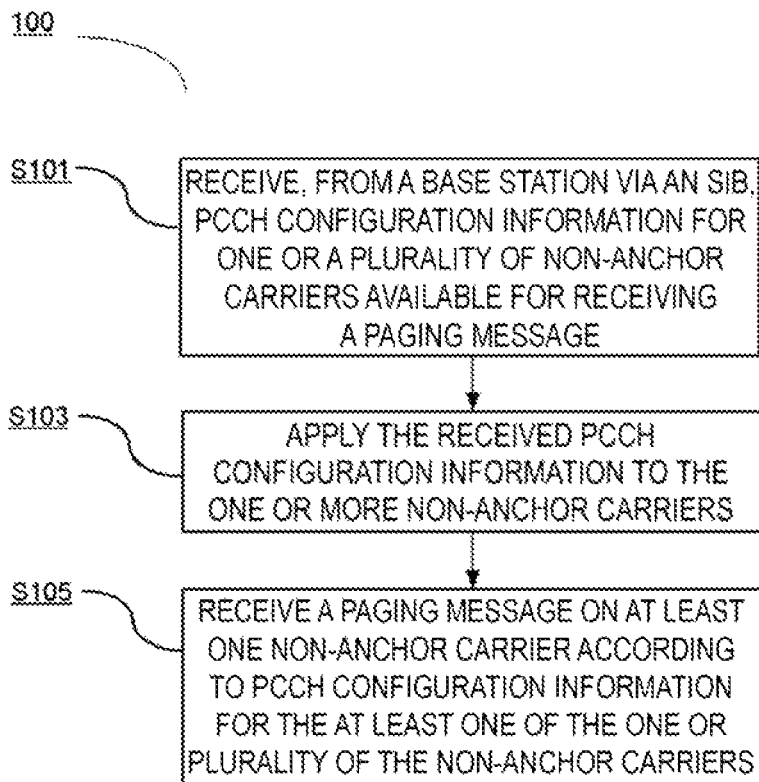 100
S101
RECEIVE, FROM A BASE STATION VIA AN SIB,
PCCH CONFIGURATION INFORMATION FOR
ONE OR A PLURALITY OF NON-ANCHOR
CARRIERS AVAILABLE FOR RECEIVING
A PAGING MESSAGE
S103
APPLY THE RECEIVED PCCH
CONFIGURATION INFORMATION TO THE
ONE OR MORE NON-ANCHOR CARRIERS
S105
RECEIVE A PAGING MESSAGE ON AT LEAST
ONE NON-ANCHOR CARRIER ACCORDING
TO PCCH CONFIGURATION INFORMATION
FOR THE AT LEAST ONE OF THE ONE OR
PLURALITY OF THE NON-ANCHOR CARRIERS